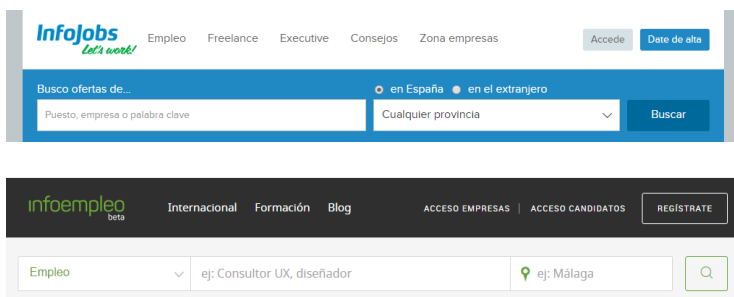 InfoJobs
Let's work!
Empleo Freelance Executive Consejos Zona empresas Accede Date de alta
Busco ofertas de... en España en el extranjero
Puesto, empresa o palabra clave Cualquier provincia Buscar
infoempleo
beta
Internacional Formación Blog ACCESO EMPRESAS | ACCESO CANDIDATOS REGÍSTRATE
Empleo ej: Consultor UX, diseñador ej: Málaga